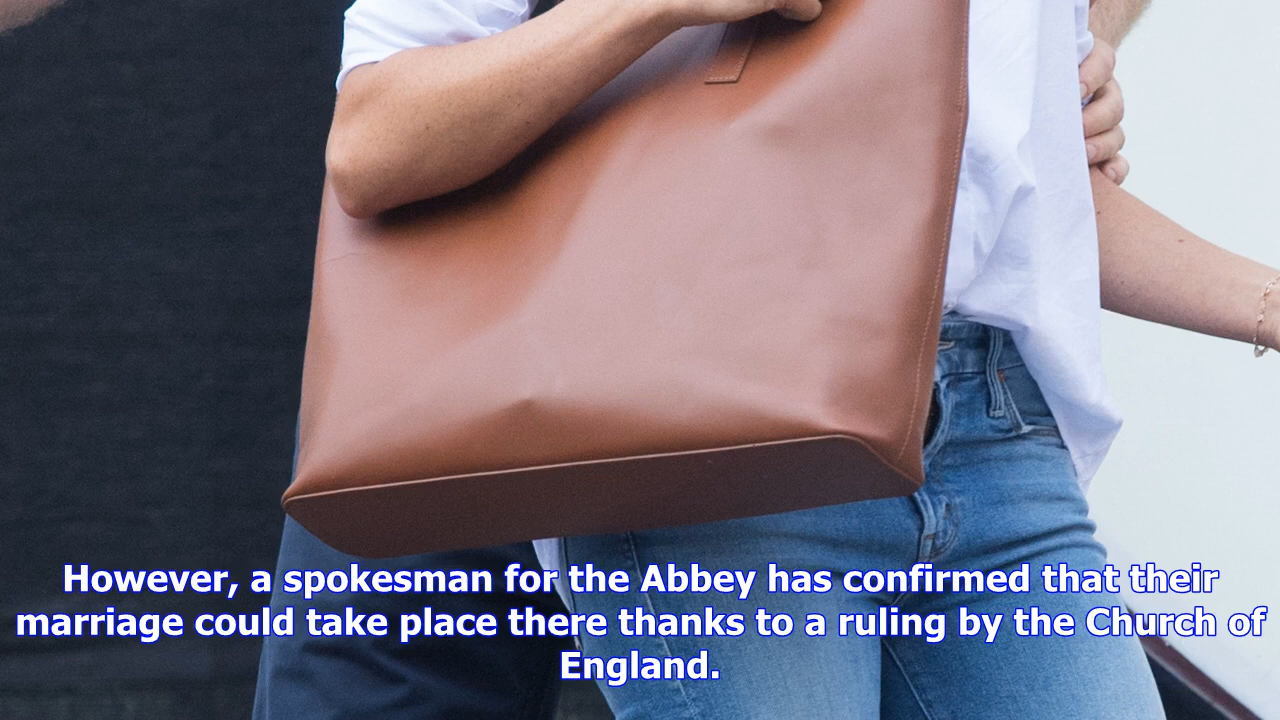 However, a spokesman for the Abbey has confirmed that their
marriage could take place there thanks to a ruling by the Church of
England.